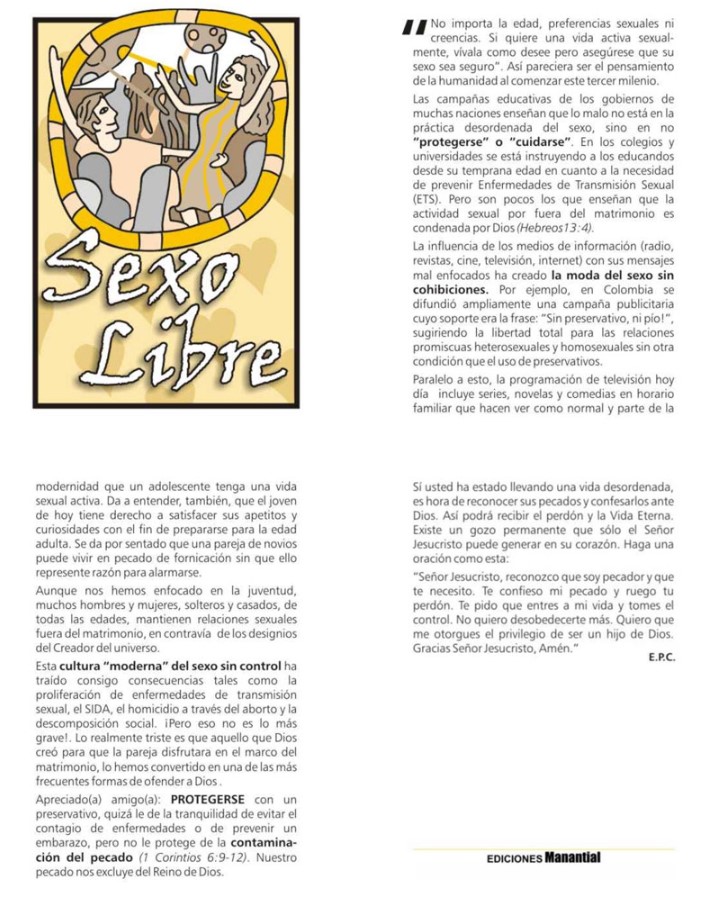 Sexo
Libre
"No importa la edad, preferencias sexuales ni
creencias. Si quiere una vida activa sexual-
mente, vívala como desee pero asegúrese que su
sexo sea seguro". Así pareciera ser el pensamiento
de la humanidad al comenzar este tercer milenio.
Las campañas educativas de los gobiernos de
muchas naciones enseñan que lo malo no está en la
práctica desordenada del sexo, sino en no
"protegerse" o "cuidarse". En los colegios y
universidades se está instruyendo a los educandos
desde su temprana edad en cuanto a la necesidad
de prevenir Enfermedades de Transmisión Sexual
(ETS). Pero son pocos los que enseñan que la
actividad sexual por fuera del matrimonio es
condenada por Dios (Hebreos13:4).
La influencia de los medios de información (radio,
revistas, cine, televisión, internet) con sus mensajes
mal enfocados ha creado la moda del sexo sin
cohibiciones. Por ejemplo, en Colombia se
difundió ampliamente una campaña publicitaria
cuyo soporte era la frase: "Sin preservativo, ni pío!",
sugiriendo la libertad total para las relaciones
promiscuas heterosexuales y homosexuales sin otra
condición que el uso de preservativos.
Paralelo a esto, la programación de televisión hoy
día incluye series, novelas y comedias en horario
familiar que hacen ver como normal y parte de la
modernidad que un adolescente tenga una vida
sexual activa. Da a entender, también, que el joven
de hoy tiene derecho a satisfacer sus apetitos y
curiosidades con el fin de prepararse para la edad
adulta. Se da por sentado que una pareja de novios
puede vivir en pecado de fornicación sin que ello
represente razón para alarmarse.
Aunque nos hemos enfocado en la juventud,
muchos hombres y mujeres, solteros y casados, de
todas las edades, mantienen relaciones sexuales
fuera del matrimonio, en contravía de los designios
del Creador del universo.
Esta cultura "moderna" del sexo sin control ha
traído consigo consecuencias tales como la
proliferación de enfermedades de transmisión
sexual, el SIDA, el homicidio a través del aborto y la
descomposición social. ¡Pero eso no es lo más
grave!. Lo realmente triste es que aquello que Dios
creó para que la pareja disfrutara en el marco del
matrimonio, lo hemos convertido en una de las más
frecuentes formas de ofender a Dios .
Apreciado(a) amigo(a): PROTEGERSE con un
preservativo, quizá le de la tranquilidad de evitar el
contagio de enfermedades o de prevenir un
embarazo, pero no le protege de la contamina-
ción del pecado (1 Corintios 6:9-12). Nuestro
pecado nos excluye del Reino de Dios.
Sí usted ha estado llevando una vida desordenada,
es hora de reconocer sus pecados y confesarlos ante
Dios. Así podrá recibir el perdón y la Vida Eterna.
Existe un gozo permanente que sólo el Señor
Jesucristo puede generar en su corazón. Haga una
oración como esta:
"Señor Jesucristo, reconozco que soy pecador y que
te necesito. Te confieso mi pecado y ruego tu
perdón. Te pido que entres a mi vida y tomes el
control. No quiero desobedecerte más. Quiero que
me otorgues el privilegio de ser un hijo de Dios.
Gracias Señor Jesucristo, Amén."
E.P.C.
EDICIONES Manantial